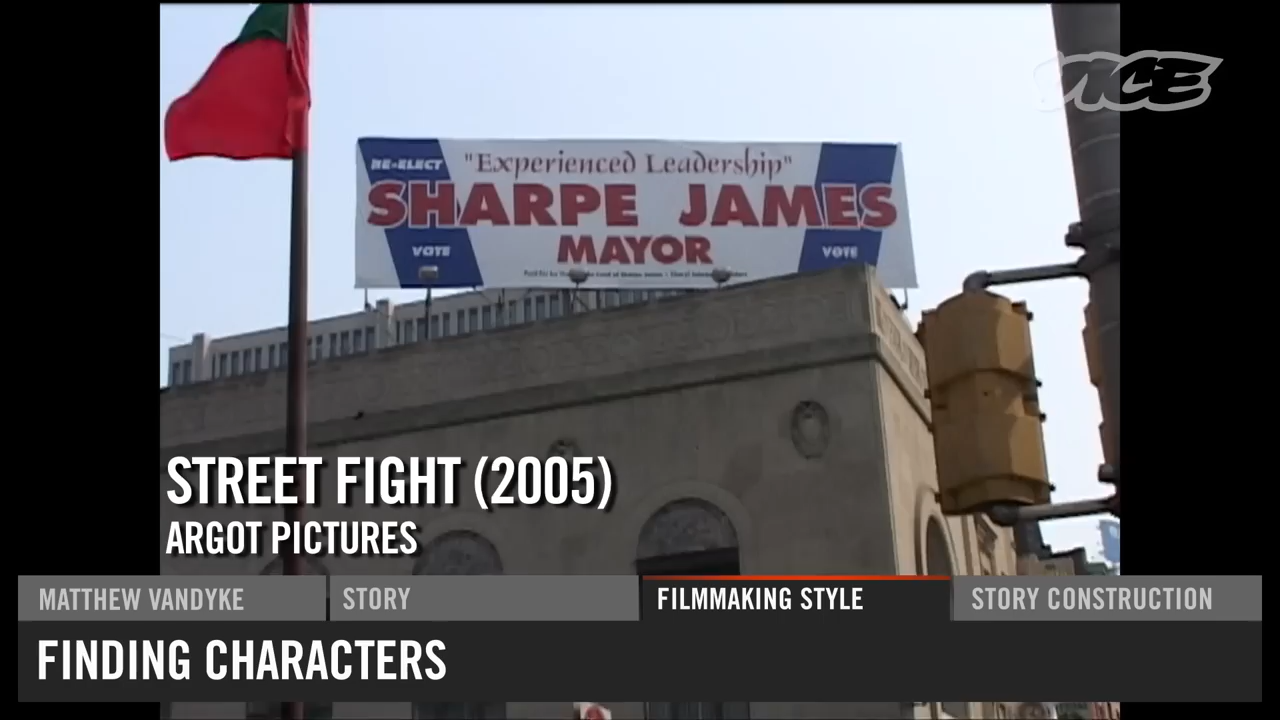 VICE
RE-ELECT
"Experienced Leadership"
SHARPE JAMES
MAYOR
VOTE
VOTE
STREET FIGHT (2005)
ARGOT PICTURES
MATTHEW VANDYKE
STORY
FILMMAKING STYLE
STORY CONSTRUCTION
FINDING CHARACTERS